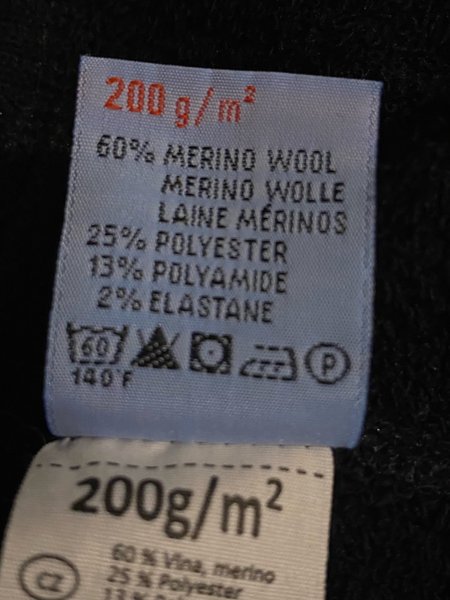 200 g/m²
60% MERINO WOOL
MERINO WOLLE
LAINE MÉRINOS
25% POLYESTER
13% POLYAMIDE
2% ELASTANE
60 P
140°F
200g/m²
60 % Vlna, merino
CZ 25 % Polyester
13 %